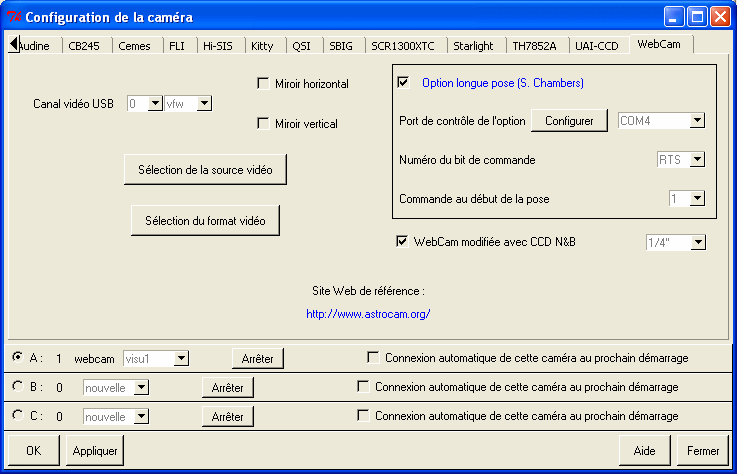 Configuration de la caméra
Audine CB245 Cemes FLI Hi-SIS Kitty QSI SBIG SCR1300XTC Starlight TH7852A UAI-CCD WebCam
Canal vidéo USB 0 vfw
Miroir horizontal
Miroir vertical
Sélection de la source vidéo
Sélection du format vidéo
Option longue pose (S. Chambers)
Port de contrôle de l'option Configurer COM4
Numéro du bit de commande RTS
Commande au début de la pose 1
WebCam modifiée avec CCD N&B 1/4"
Site Web de référence :
http://www.astrocam.org/
A : 1 webcam visu1 Arrêter Connexion automatique de cette caméra au prochain démarrage
B : 0 nouvelle Arrêter Connexion automatique de cette caméra au prochain démarrage
C : 0 nouvelle Arrêter Connexion automatique de cette caméra au prochain démarrage
OK Appliquer Aide Fermer